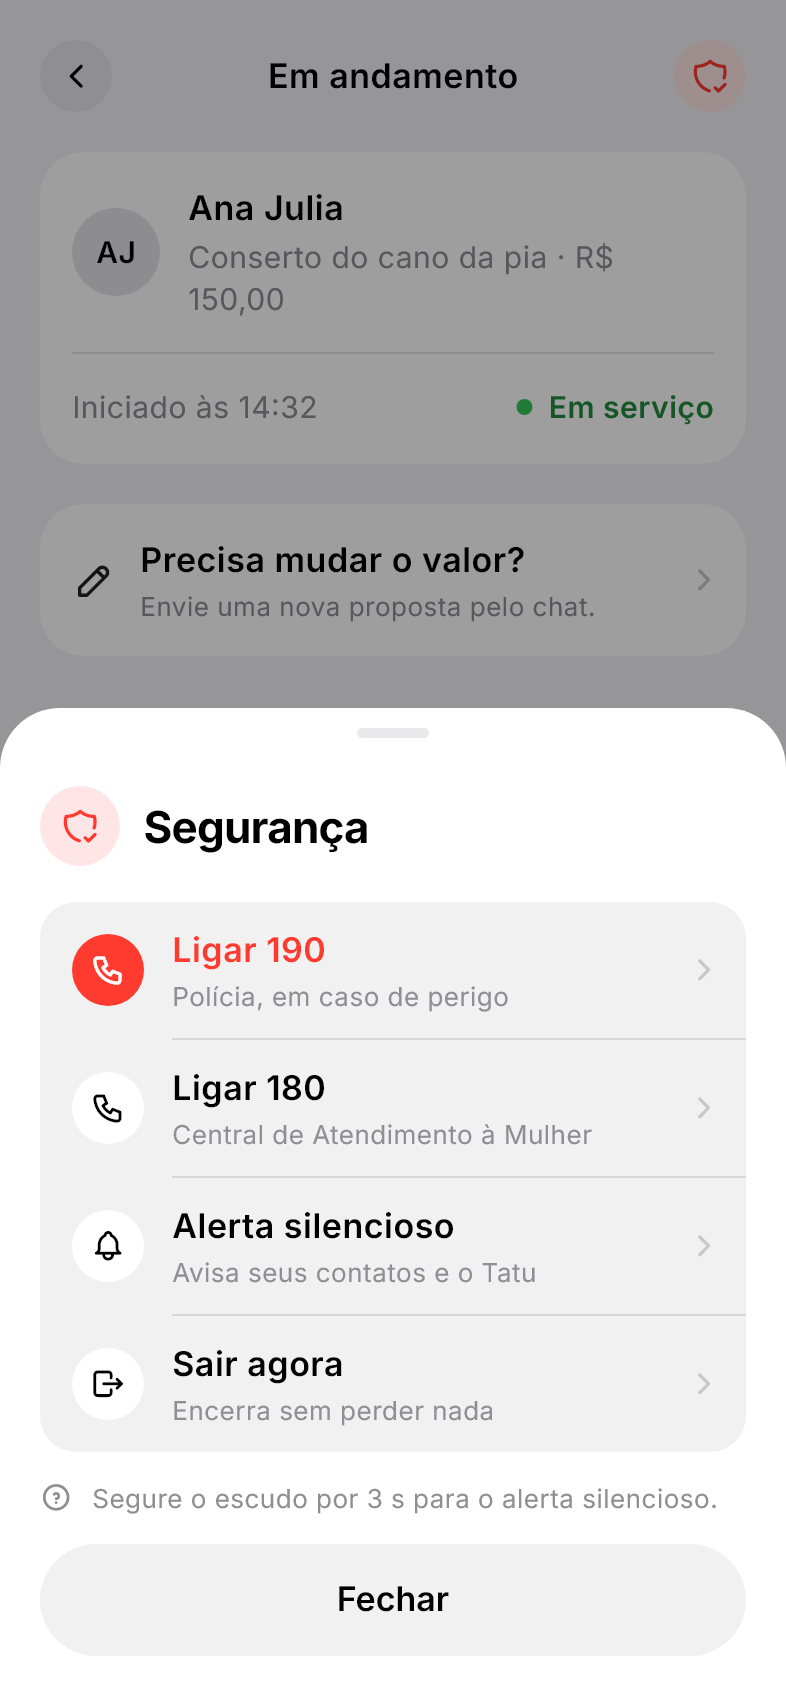 Em andamento
Ana Julia
AJ
Conserto do cano da pia · R$
150,00
Iniciado às 14:32
Em serviço
Precisa mudar o valor?
Envie uma nova proposta pelo chat.
Segurança
Ligar 190
Polícia, em caso de perigo
Ligar 180
Central de Atendimento à Mulher
Alerta silencioso
Avisa seus contatos e o Tatu
Sair agora
Encerra sem perder nada
Segure o escudo por 3 s para o alerta silencioso.
Fechar